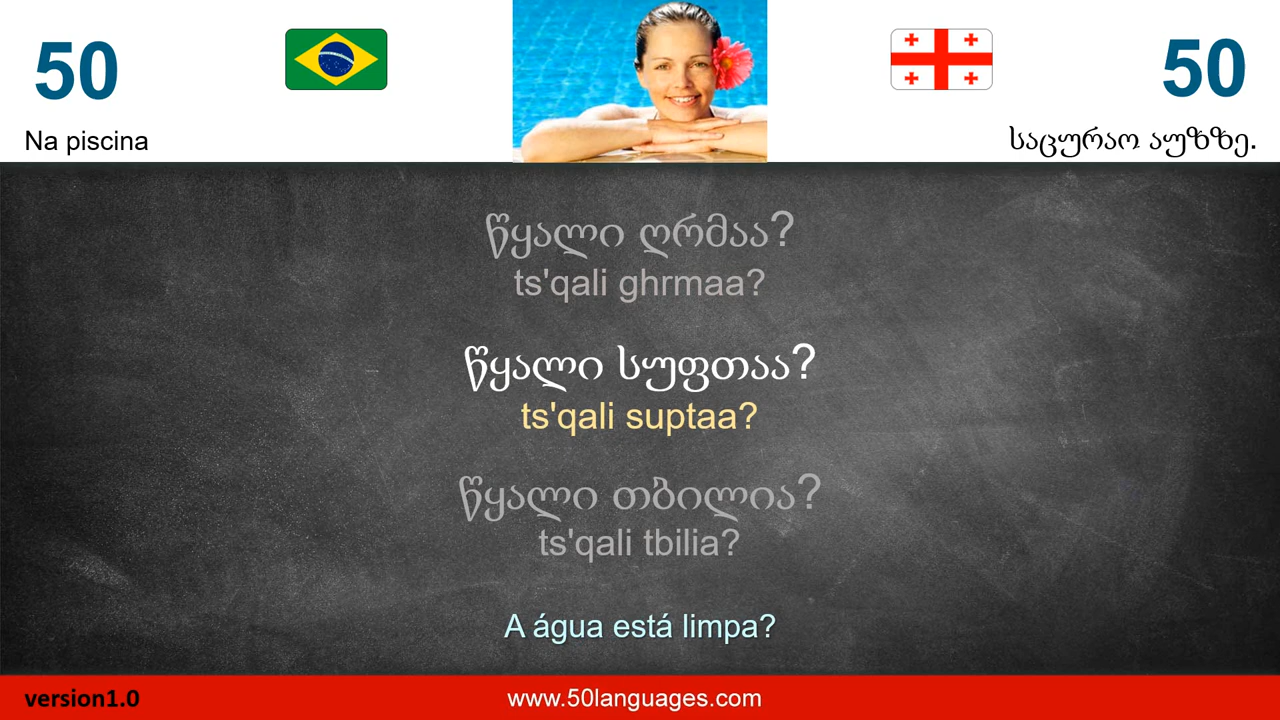 50
50
Na piscina
საცურაო აუზზე.
წყალი ღრმაა?
ts'qali ghrmaa?
წყალი სუფთაა?
ts'qali suptaa?
წყალი თბილია?
ts'qali tbilia?
A água está limpa?
version1.0
www.50languages.com